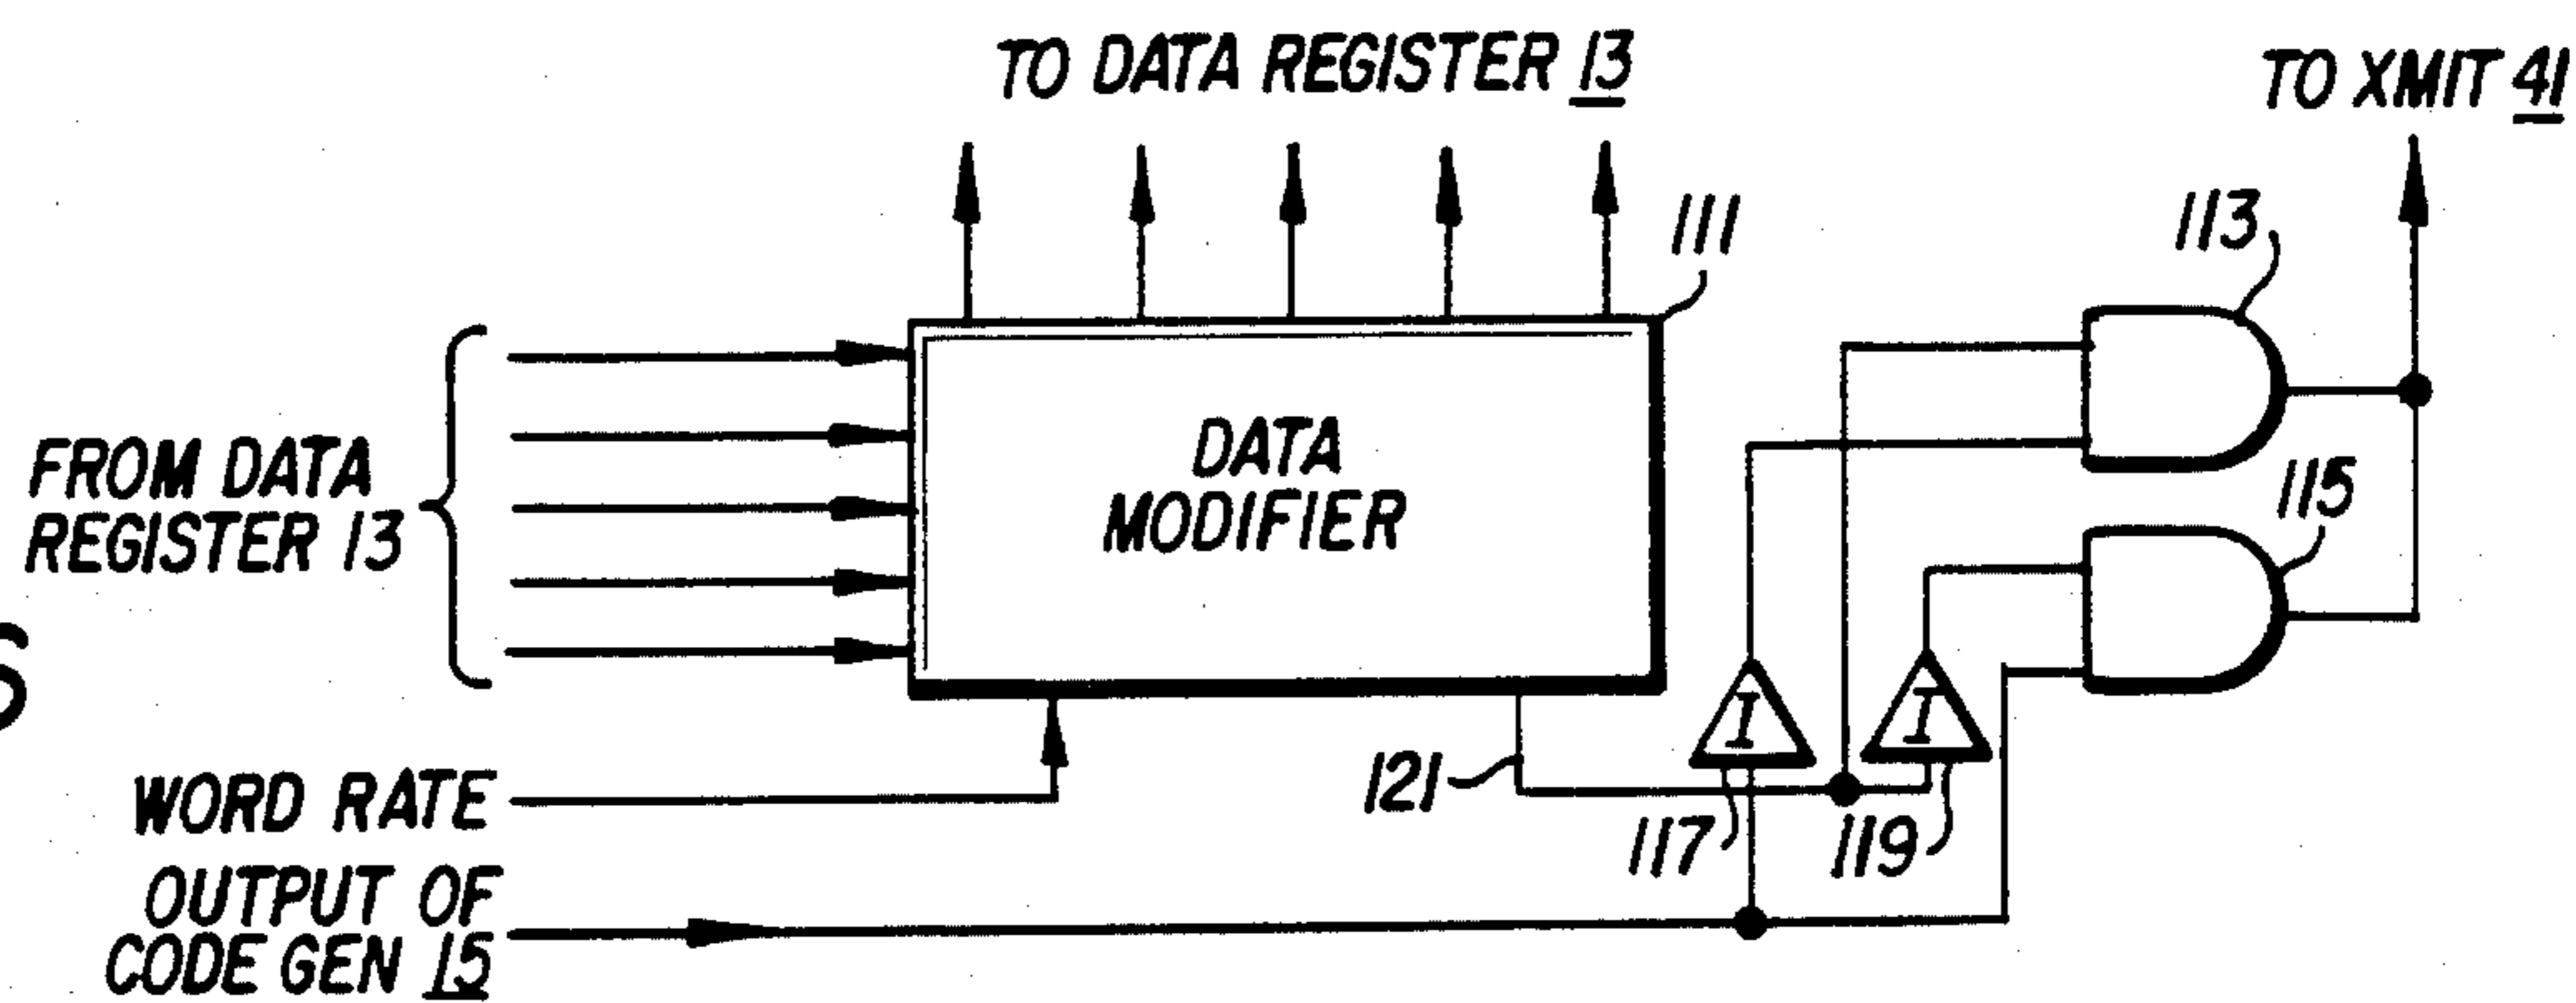 TO DATA REGISTER 13
TO XMIT 41
111
113
FROM DATA
REGISTER 13
DATA
MODIFIER
115
I
I
121
WORD RATE
117
119
OUTPUT OF
CODE GEN 15